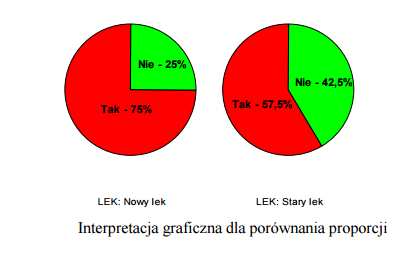 Nie - 25%
Tak - 75%
Nie - 42,5%
Tak - 57,5%
LEK: Nowy lek
LEK: Stary lek
Interpretacja graficzna dla porównania proporcji